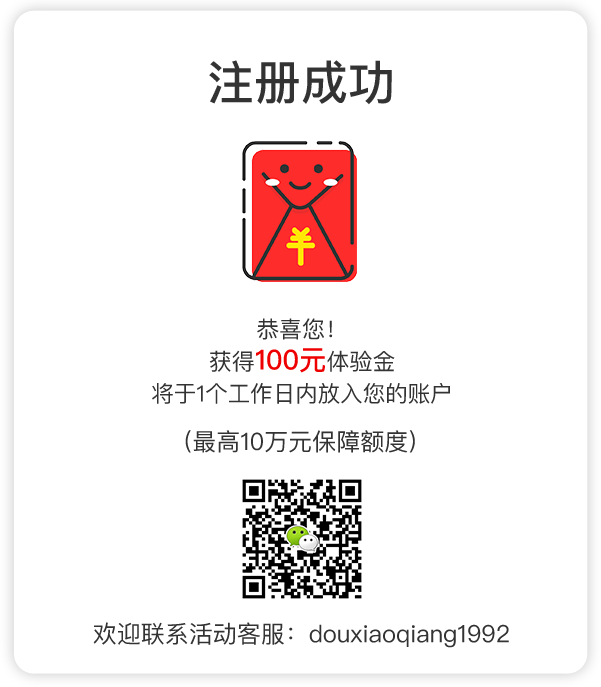 注册成功
恭喜您！
获得100元体验金
将于1个工作日内放入您的账户
（最高10万元保障额度）
欢迎联系活动客服：douxiaoqiang1992